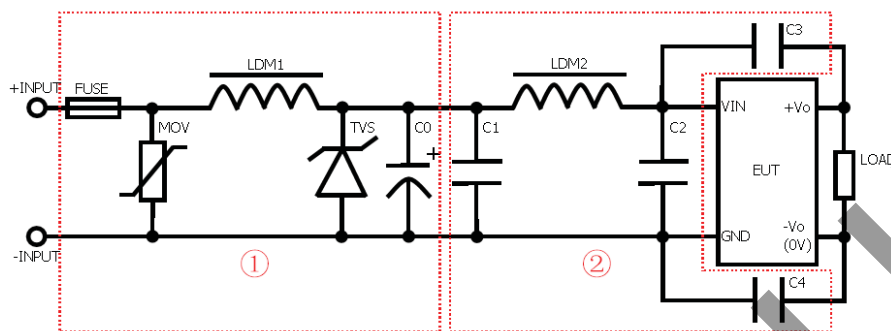 C3
LDM1
LDM2
+INPUT
FUSE
MOV
TVS
C0
+
C1
C2
VIN
+Vo
EUT
LOAD
GND
-Vo
(0V)
-INPUT
①
②
C4